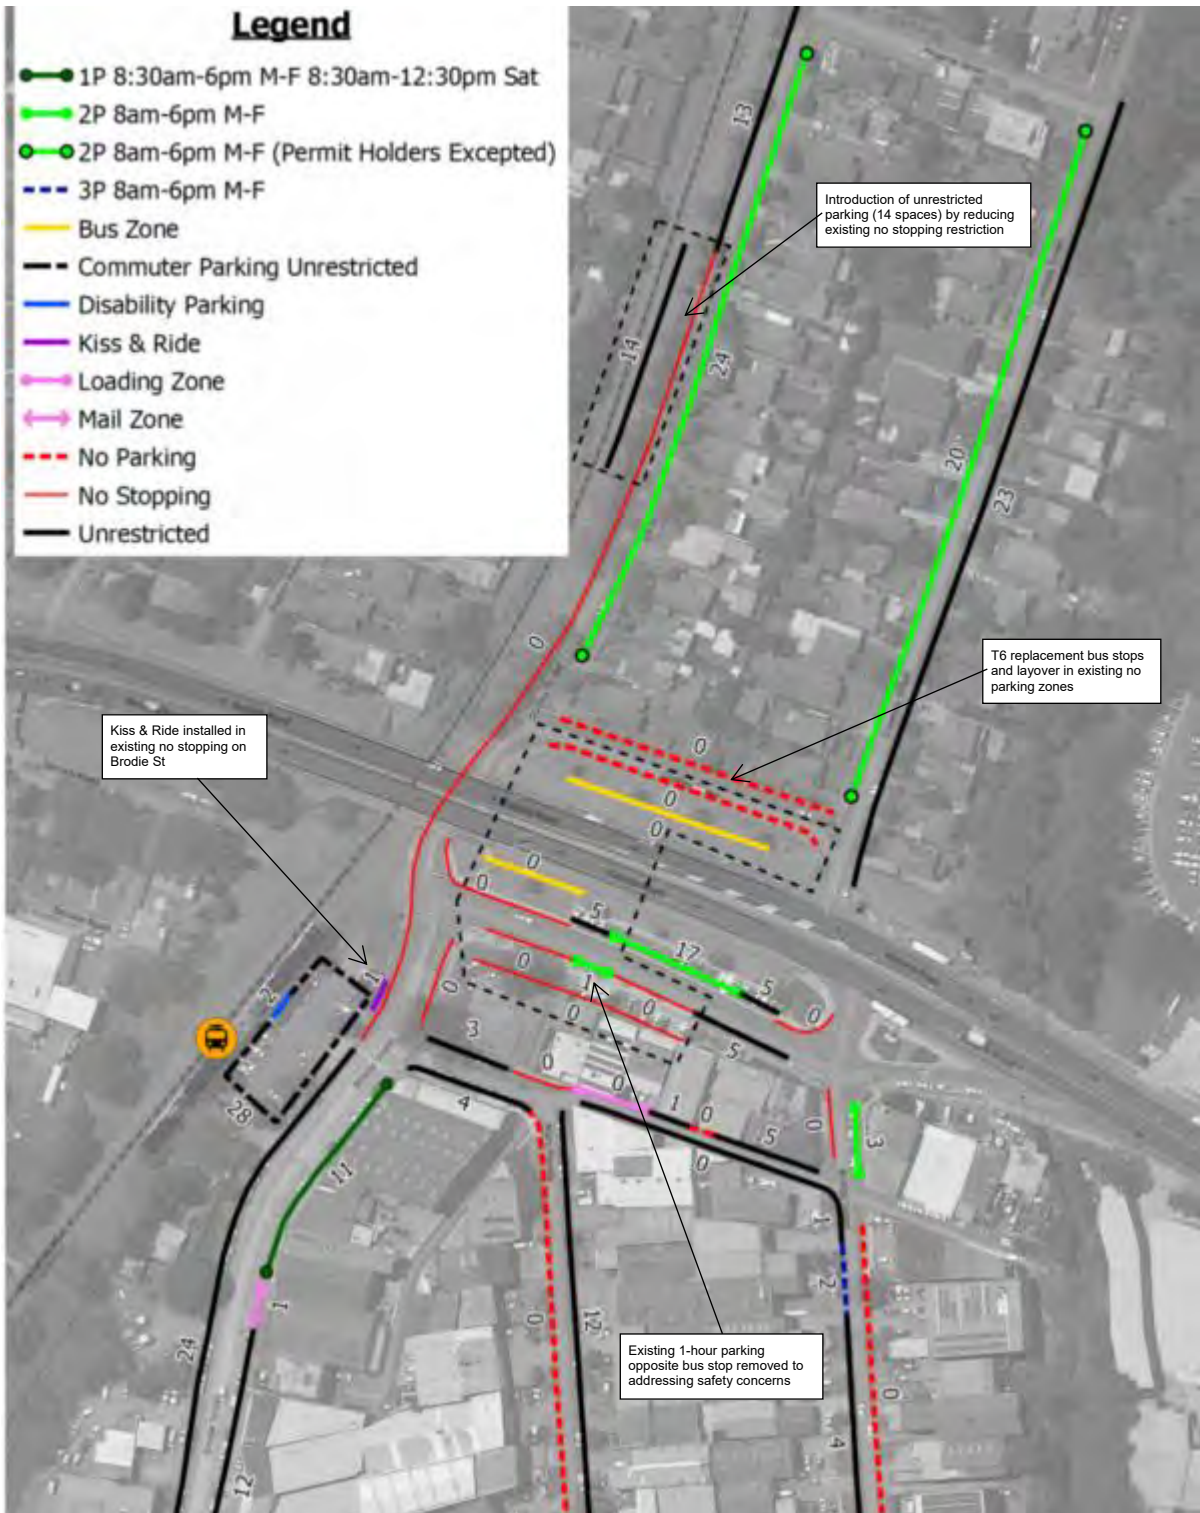 Legend
1P 8:30am-6pm M-F 8:30am-12:30pm Sat
2P 8am-6pm M-F
2P 8am-6pm M-F (Permit Holders Excepted)
3P 8am-6pm M-F
Bus Zone
Commuter Parking Unrestricted
Disability Parking
Kiss & Ride
Loading Zone
Mail Zone
No Parking
No Stopping
Unrestricted
13
Introduction of unrestricted
parking (14 spaces) by reducing
existing no stopping restriction
14
24
20
23
0
T6 replacement bus stops
and layover in existing no
parking zones
Kiss & Ride installed in
existing no stopping on
Brodie St
0
0
0
0
0
5
17
5
0
0
1
0
0
5
0
2
1
28
3
0
0
1
0
5
0
4
0
3
11
1
1
2
24
12
0
12
4
0
Existing 1-hour parking
opposite bus stop removed to
addressing safety concerns